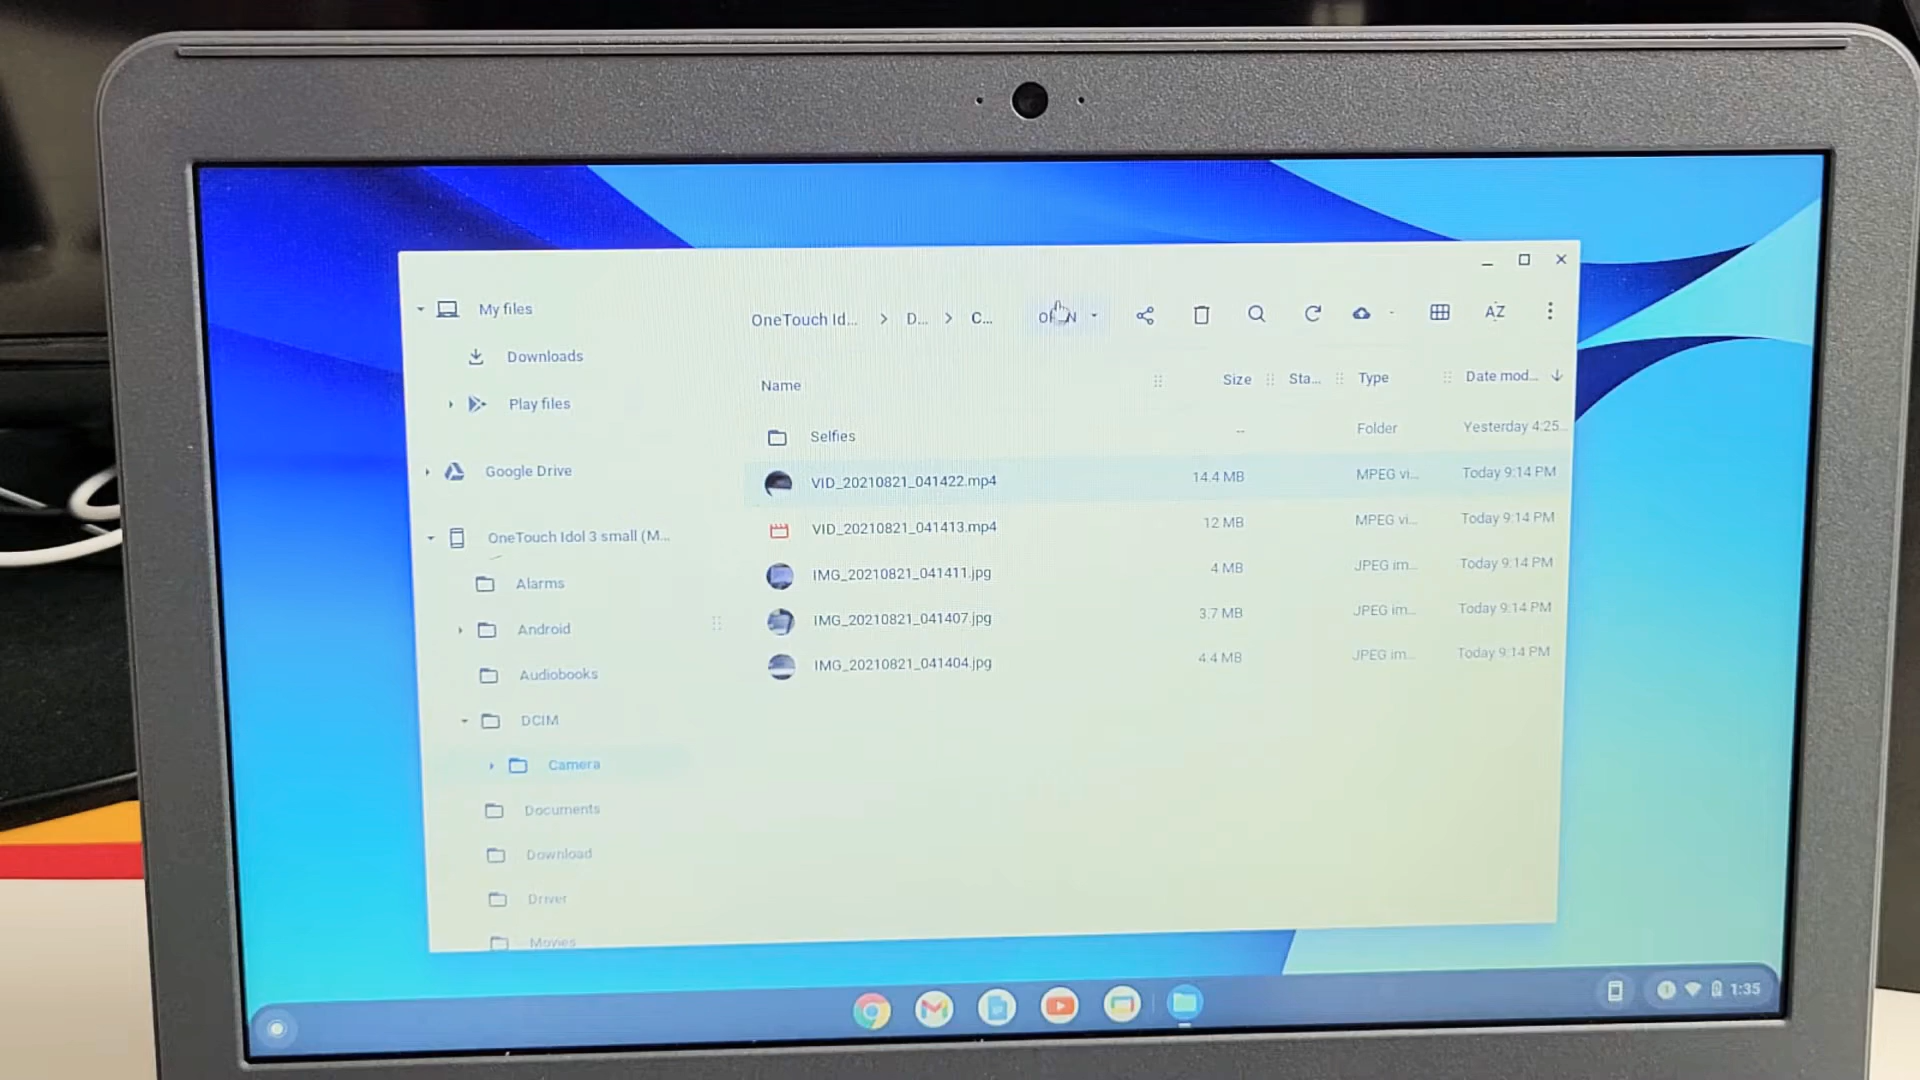 My files
Downloads
Play files
Google Drive
OneTouch Idol 3 small (M...
Alarms
Android
Audiobooks
DCIM
Camera
Documents
Download
Driver
Movies
OneTouch Id... > D... > C...
AZ
Name Size Sta... Type Date mod...
Selfies -- Folder Yesterday 4:25...
VID_20210821_041422.mp4 14.4 MB MPEG vi... Today 9:14 PM
VID_20210821_041413.mp4 12 MB MPEG vi... Today 9:14 PM
IMG_20210821_041411.jpg 4 MB JPEG im... Today 9:14 PM
IMG_20210821_041407.jpg 3.7 MB JPEG im... Today 9:14 PM
IMG_20210821_041404.jpg 4.4 MB JPEG im... Today 9:14 PM
1:35